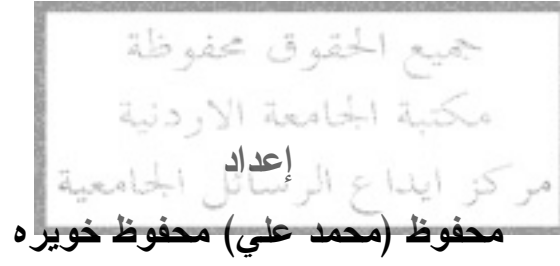 جميع الحقوق محفوظة
مكتبة الجامعة الاردنية
إعداد
مركز ايداع الرسائل الجامعية
محفوظ (محمد علي) محفوظ خويره